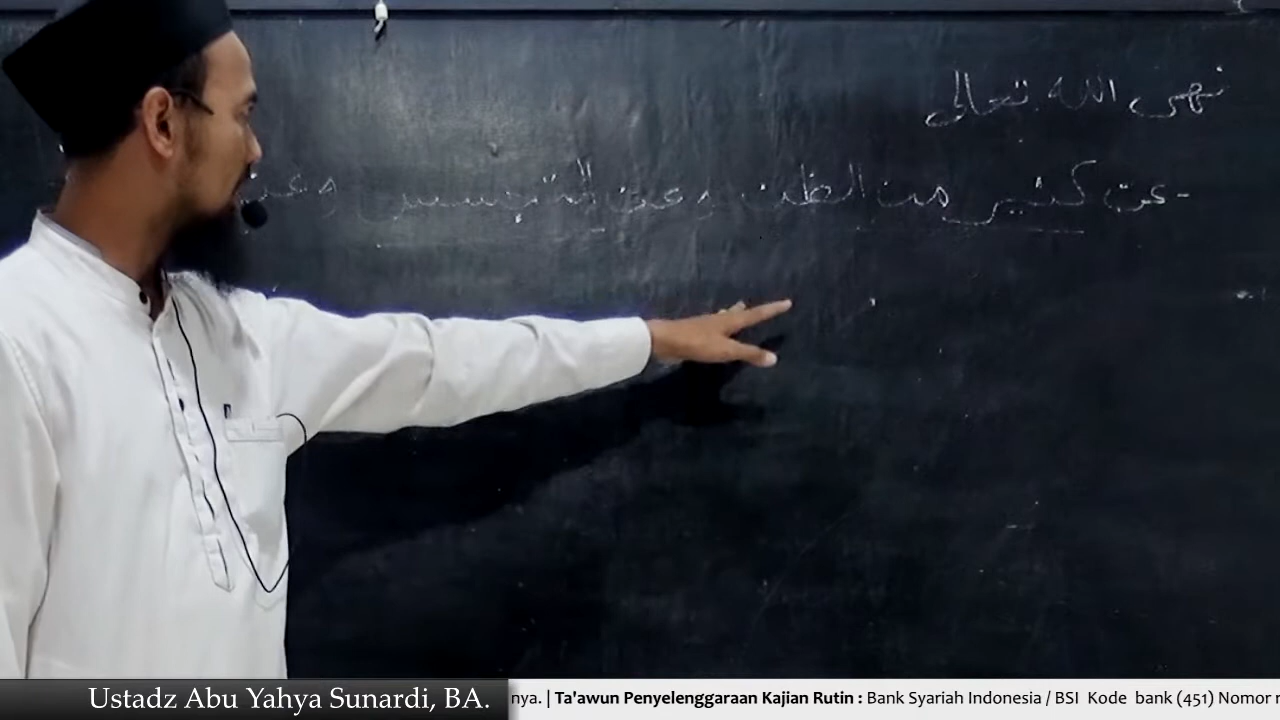 نهى الله تعالى
- عن كثير من الظن وعن التجسس وعن
Ustadz Abu Yahya Sunardi, BA.
nya. | Ta'awun Penyelenggaraan Kajian Rutin : Bank Syariah Indonesia / BSI Kode bank (451) Nomor